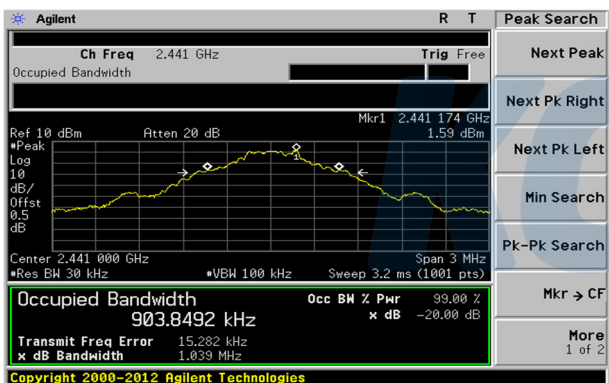 Agilent R T
Peak Search
Ch Freq 2.441 GHz Trig Free
Occupied Bandwidth
Next Peak
Next Pk Right
Mkr1 2.441 174 GHz
Ref 10 dBm Atten 20 dB 1.59 dBm
#Peak
Log
10
dB/
Offst
0.5
dB
1
Next Pk Left
Min Search
Pk-Pk Search
Center 2.441 000 GHz Span 3 MHz
#Res BW 30 kHz #VBW 100 kHz Sweep 3.2 ms (1001 pts)
Occupied Bandwidth Occ BW % Pwr 99.00 %
903.8492 kHz x dB -20.00 dB
Transmit Freq Error 15.282 kHz
x dB Bandwidth 1.039 MHz
Mkr → CF
More
1 of 2
Copyright 2000-2012 Agilent Technologies